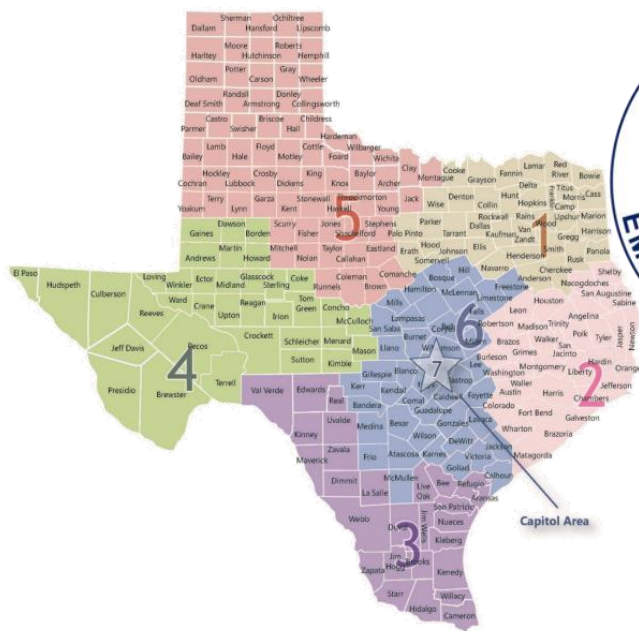 Sherman Ochiltree
Dallam Hansford Lipscomb
Moore Roberts
Hartley Hutchinson Hemphill
Potter Gray
Oldham Carson Wheeler
Randall Donley
Deaf Smith Armstrong Collingsworth
Castro Briscoe Childress
Parmer Swisher Hall
Hardeman
Lamb Floyd Cottle Wilbarger
Bailey Hale Motley Foard Wichita
Clay Cooke Lamar Red River
Hockley Crosby King Baylor Montague Grayson Fannin Bowie
Cochran Lubbock Dickens Knox Archer
Delta Titus Franklin Morris Cass
Terry Garza Stonewall Throckmorton Jack Wise Denton Collin Hunt Hopkins Camp
Yoakum Lynn Kent Haskell Young
Rockwall Rains Wood Upshur Marion
Dawson Scurry Jones Stephens Parker Tarrant Dallas Kaufman Van Zandt Gregg Harrison
Gaines Borden Fisher Shackelford Palo Pinto
5
1
Martin Mitchell Taylor Erath Hood Johnson Ellis Henderson Smith Rusk Panola
Andrews Howard Nolan Callahan Eastland Somervell
El Paso Loving Winkler Ector Midland Glasscock Sterling Coke Runnels Coleman Brown Comanche Bosque Hill Navarro Freestone Anderson Cherokee Nacogdoches Shelby
Hudspeth Culberson Reeves Ward Crane Upton Reagan Irion Tom Green Concho McCulloch Mills Hamilton McLennan Limestone Leon Houston San Augustine Sabine
Lampasas Falls Angelina
San Saba Bell Robertson Madison Trinity
6
Jeff Davis Pecos Crockett Schleicher Menard Mason Burnet Williamson Milam Brazos Walker Polk Tyler Jasper Newton
4
Sutton Kimble Llano Burleson Grimes San Jacinto
Gillespie Blanco 7 Lee Washington Montgomery Liberty Hardin Orange
2
Presidio Brewster Terrell Val Verde Edwards Kerr Kendall Bastrop Waller Jefferson
Real Bandera Comal Caldwell Fayette Austin Harris Chambers
Guadalupe Colorado Fort Bend Galveston
Kinney Uvalde Medina Bexar Gonzales Lavaca Wharton Brazoria
Wilson DeWitt Jackson Matagorda
Maverick Zavala Frio Atascosa Karnes Victoria
Goliad Calhoun
Dimmit McMullen Bee Refugio
La Salle Live Oak Aransas
San Patricio
Webb Duval Jim Wells Nueces
Capitol Area
3
Kleberg
Jim Hogg Brooks
Zapata Kenedy
Starr Willacy
Hidalgo
Cameron
EM